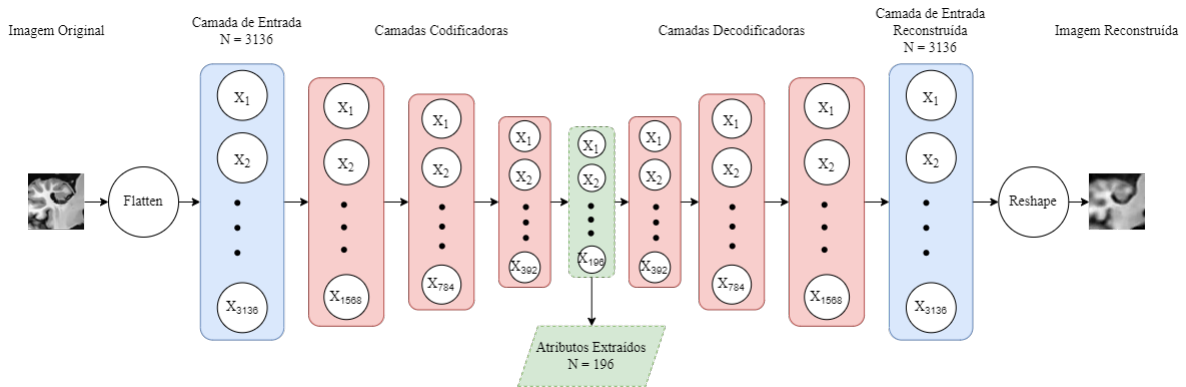 Imagem Original
Camada de Entrada
N = 3136
Camadas Codificadoras
Camadas Decodificadoras
Camada de Entrada
Reconstruída
N = 3136
Imagem Reconstruída
Flatten
X1
X2
X3136
X1
X2
X1568
X1
X2
X784
X1
X2
X392
X1
X2
X196
X1
X2
X392
X1
X2
X784
X1
X2
X1568
X1
X2
X3136
Reshape
Atributos Extraídos
N = 196